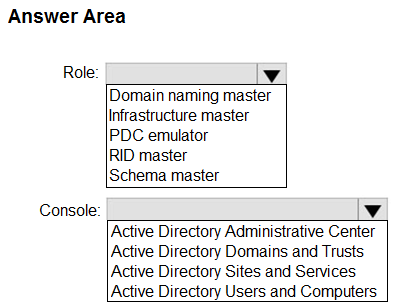 Answer Area
Role:
Domain naming master
Infrastructure master
PDC emulator
RID master
Schema master
Console:
Active Directory Administrative Center
Active Directory Domains and Trusts
Active Directory Sites and Services
Active Directory Users and Computers